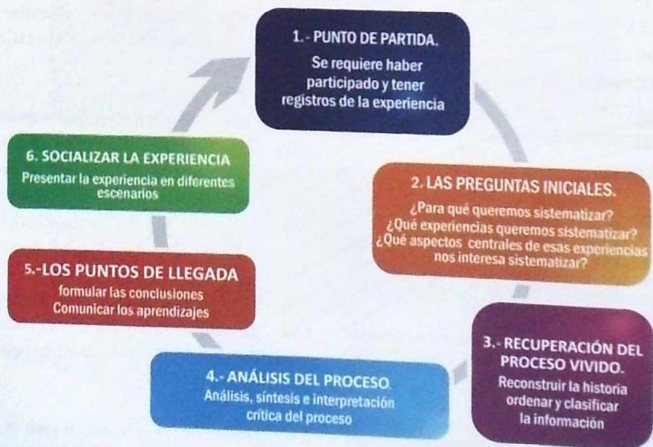 1.- PUNTO DE PARTIDA.
Se requiere haber
participado y tener
registros de la experiencia
2. LAS PREGUNTAS INICIALES.
¿Para qué queremos sistematizar?
¿Qué experiencias queremos sistematizar?
¿Qué aspectos centrales de esas experiencias
nos interesa sistematizar?
3.- RECUPERACIÓN DEL
PROCESO VIVIDO.
Reconstruir la historia
ordenar y clasificar
la información
4.- ANÁLISIS DEL PROCESO.
Análisis, síntesis e interpretación
crítica del proceso
5.-LOS PUNTOS DE LLEGADA
formular las conclusiones
Comunicar los aprendizajes
6. SOCIALIZAR LA EXPERIENCIA
Presentar la experiencia en diferentes
escenarios